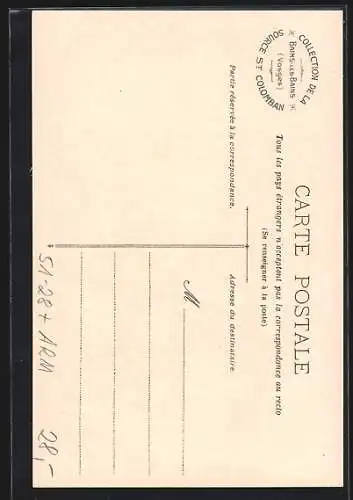 COLLECTION DE LA
BAINS-LES-BAINS
(Vosges)
SOURCE ST COLOMBAN
CARTE POSTALE
Tous les pays étrangers n'acceptent pas la correspondance au recto
(Se renseigner à la poste)
Partie réservée à la correspondance.
Adresse du destinataire.
M
S1-28+ARM
28,-